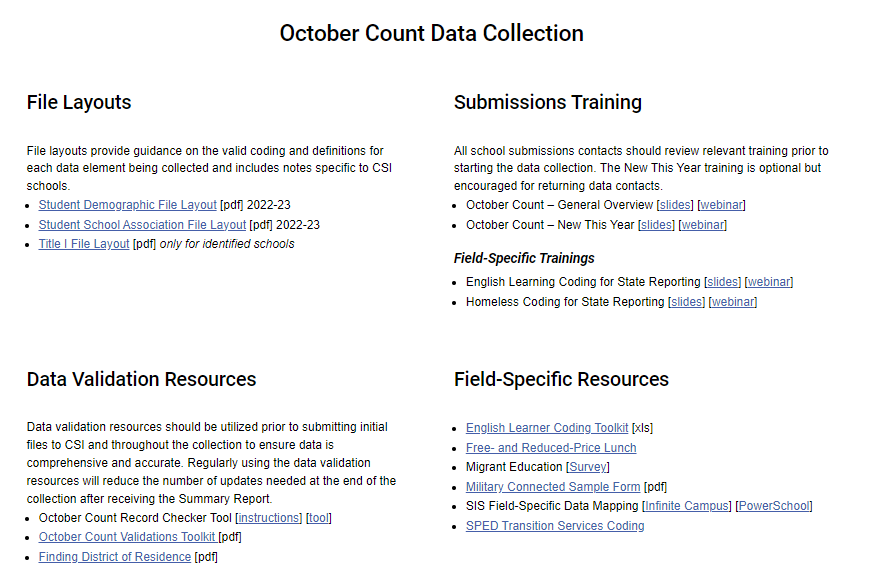 October Count Data Collection
File Layouts
File layouts provide guidance on the valid coding and definitions for
each data element being collected and includes notes specific to CSI
schools.
• Student Demographic File Layout [pdf] 2022-23
• Student School Association File Layout [pdf] 2022-23
• Title I File Layout [pdf] only for identified schools
Submissions Training
All school submissions contacts should review relevant training prior to
starting the data collection. The New This Year training is optional but
encouraged for returning data contacts.
• October Count – General Overview [slides] [webinar]
• October Count – New This Year [slides] [webinar]
Field-Specific Trainings
• English Learning Coding for State Reporting [slides] [webinar]
• Homeless Coding for State Reporting [slides] [webinar]
Data Validation Resources
Data validation resources should be utilized prior to submitting initial
files to CSI and throughout the collection to ensure data is
comprehensive and accurate. Regularly using the data validation
resources will reduce the number of updates needed at the end of the
collection after receiving the Summary Report.
• October Count Record Checker Tool [instructions] [tool]
• October Count Validations Toolkit [pdf]
• Finding District of Residence [pdf]
Field-Specific Resources
• English Learner Coding Toolkit [xls]
• Free- and Reduced-Price Lunch
• Migrant Education [Survey]
• Military Connected Sample Form [pdf]
• SIS Field-Specific Data Mapping [Infinite Campus] [PowerSchool]
• SPED Transition Services Coding